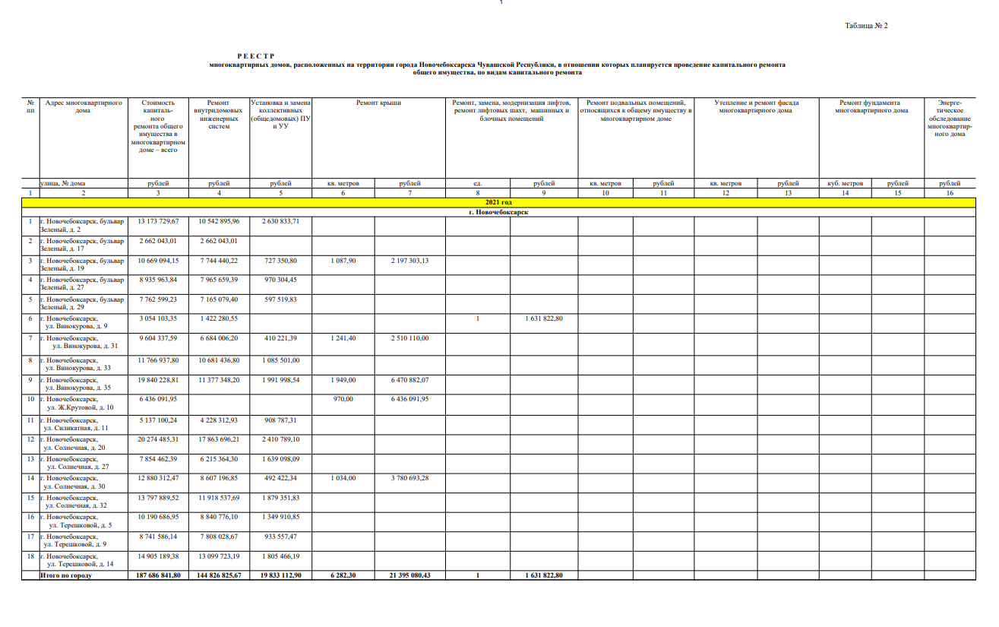 1
Таблица № 2
Р Е Е С Т Р
многоквартирных домов, расположенных на территории города Новочебоксарска Чувашской Республики, в отношении которых планируется проведение капитального ремонта
общего имущества, по видам капитального ремонта
№ пп Адрес многоквартирного дома Стоимость капиталь-ного ремонта общего имущества в многоквартирном доме – всего Ремонт внутридомовых инженерных систем Установка и замена коллективных (общедомовых) ПУ и УУ Ремонт крыши Ремонт, замена, модернизация лифтов, ремонт лифтовых шахт, машинных и блочных помещений Ремонт подвальных помещений, относящихся к общему имуществу в многоквартирном доме Утепление и ремонт фасада многоквартирного дома Ремонт фундамента многоквартирного дома Энерге-тическое обследование многоквартир-ного дома
улица, № дома рублей рублей рублей кв. метров рублей ед. рублей кв. метров рублей кв. метров рублей куб. метров рублей рублей
1 2 3 4 5 6 7 8 9 10 11 12 13 14 15 16
2021 год
г. Новочебоксарск
1 г. Новочебоксарск, бульвар 13 173 729,67 10 542 895,96 2 630 833,71
Зеленый, д. 2
2 г. Новочебоксарск, бульвар 2 662 043,01 2 662 043,01
Зеленый, д. 17
3 г. Новочебоксарск, бульвар 10 669 094,15 7 744 440,22 727 350,80 1 087,90 2 197 303,13
Зеленый, д. 19
4 г. Новочебоксарск, бульвар 8 935 963,84 7 965 659,39 970 304,45
Зеленый, д. 27
5 г. Новочебоксарск, бульвар 7 762 599,23 7 165 079,40 597 519,83
Зеленый, д. 29
6 г. Новочебоксарск, 3 054 103,35 1 422 280,55 1 1 631 822,80
ул. Винокурова, д. 9
7 г. Новочебоксарск, 9 604 337,59 6 684 006,20 410 221,39 1 241,40 2 510 110,00
ул. Винокурова, д. 31
8 г. Новочебоксарск, 11 766 937,80 10 681 436,80 1 085 501,00
ул. Винокурова, д. 33
9 г. Новочебоксарск, 19 840 228,81 11 377 348,20 1 991 998,54 1 949,00 6 470 882,07
ул. Винокурова, д. 35
10 г. Новочебоксарск, 6 436 091,95 970,00 6 436 091,95
ул. Ж.Крутовой, д. 10
11 г. Новочебоксарск, 5 137 100,24 4 228 312,93 908 787,31
ул. Силикатная, д. 11
12 г. Новочебоксарск, 20 274 485,31 17 863 696,21 2 410 789,10
ул. Солнечная, д. 20
13 г. Новочебоксарск, 7 854 462,39 6 215 364,30 1 639 098,09
ул. Солнечная, д. 27
14 г. Новочебоксарск, 12 880 312,47 8 607 196,85 492 422,34 1 034,00 3 780 693,28
ул. Солнечная, д. 30
15 г. Новочебоксарск, 13 797 889,52 11 918 537,69 1 879 351,83
ул. Солнечная, д. 32
16 г. Новочебоксарск, 10 190 686,95 8 840 776,10 1 349 910,85
ул. Терешковой, д. 5
17 г. Новочебоксарск, 8 741 586,14 7 808 028,67 933 557,47
ул. Терешковой, д. 9
18 г. Новочебоксарск, 14 905 189,38 13 099 723,19 1 805 466,19
ул. Терешковой, д. 14
Итого по городу 187 686 841,80 144 826 825,67 19 833 112,90 6 282,30 21 395 080,43 1 1 631 822,80